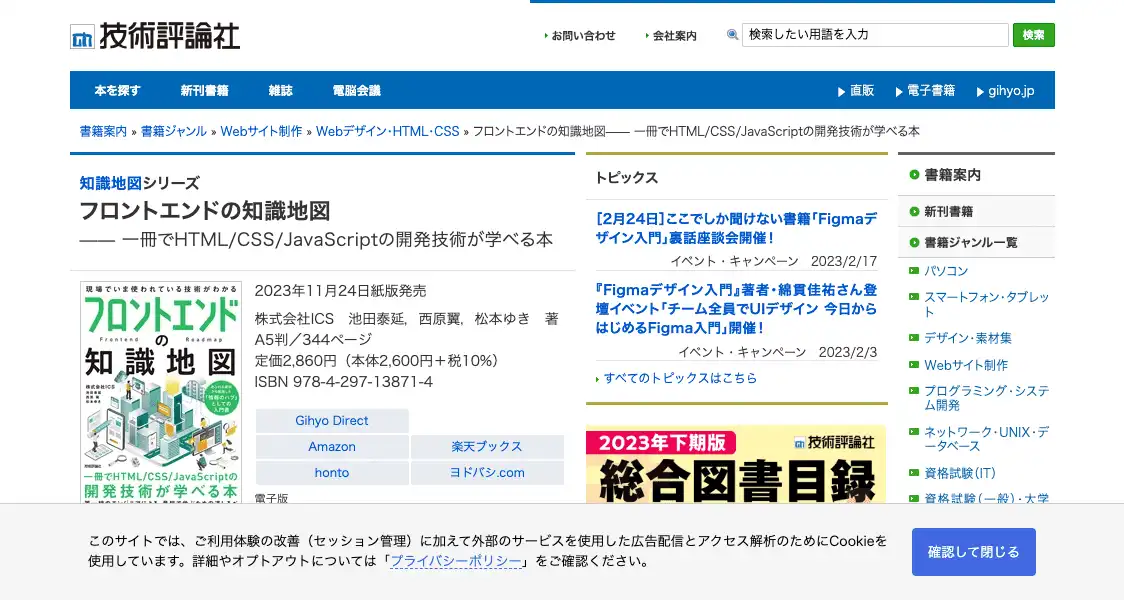 技術評論社
お問い合わせ
会社案内
検索したい用語を入力
検索
本を探す
新刊書籍
雑誌
電脳会議
直販
電子書籍
gihyo.jp
書籍案内 » 書籍ジャンル » Webサイト制作 » Webデザイン・HTML・CSS » フロントエンドの知識地図―― 一冊でHTML/CSS/JavaScriptの開発技術が学べる本
知識地図シリーズ
フロントエンドの知識地図
―― 一冊でHTML/CSS/JavaScriptの開発技術が学べる本
現場でいま使われている技術がわかる
フロントエンド
Frontend
の
Roadmap
知識地図
株式会社ICS
一冊でHTML/CSS/JavaScriptの
開発技術が学べる本
2023年11月24日紙版発売
株式会社ICS　池田泰延，西原翼，松本ゆき　著
A5判／344ページ
定価2,860円（本体2,600円＋税10%）
ISBN 978-4-297-13871-4
Gihyo Direct
Amazon
楽天ブックス
honto
ヨドバシ.com
電子版
トピックス
［2月24日］ここでしか聞けない書籍「Figmaデ
ザイン入門」裏話座談会開催！
イベント・キャンペーン　2023/2/17
『Figmaデザイン入門』著者・綿貫佳祐さん登
壇イベント「チーム全員でUIデザイン 今日から
はじめるFigma入門」開催！
イベント・キャンペーン　2023/2/3
すべてのトピックスはこちら
2023年下期版
技術評論社
総合図書目録
書籍案内
新刊書籍
書籍ジャンル一覧
パソコン
スマートフォン・タブレッ
ト
デザイン・素材集
Webサイト制作
プログラミング・システ
ム開発
ネットワーク・UNIX・デ
ータベース
資格試験（IT）
資格試験（一般）・大学
このサイトでは、ご利用体験の改善（セッション管理）に加えて外部のサービスを使用した広告配信とアクセス解析のためにCookieを
使用しています。詳細やオプトアウトについては「プライバシーポリシー」をご確認ください。
確認して閉じる